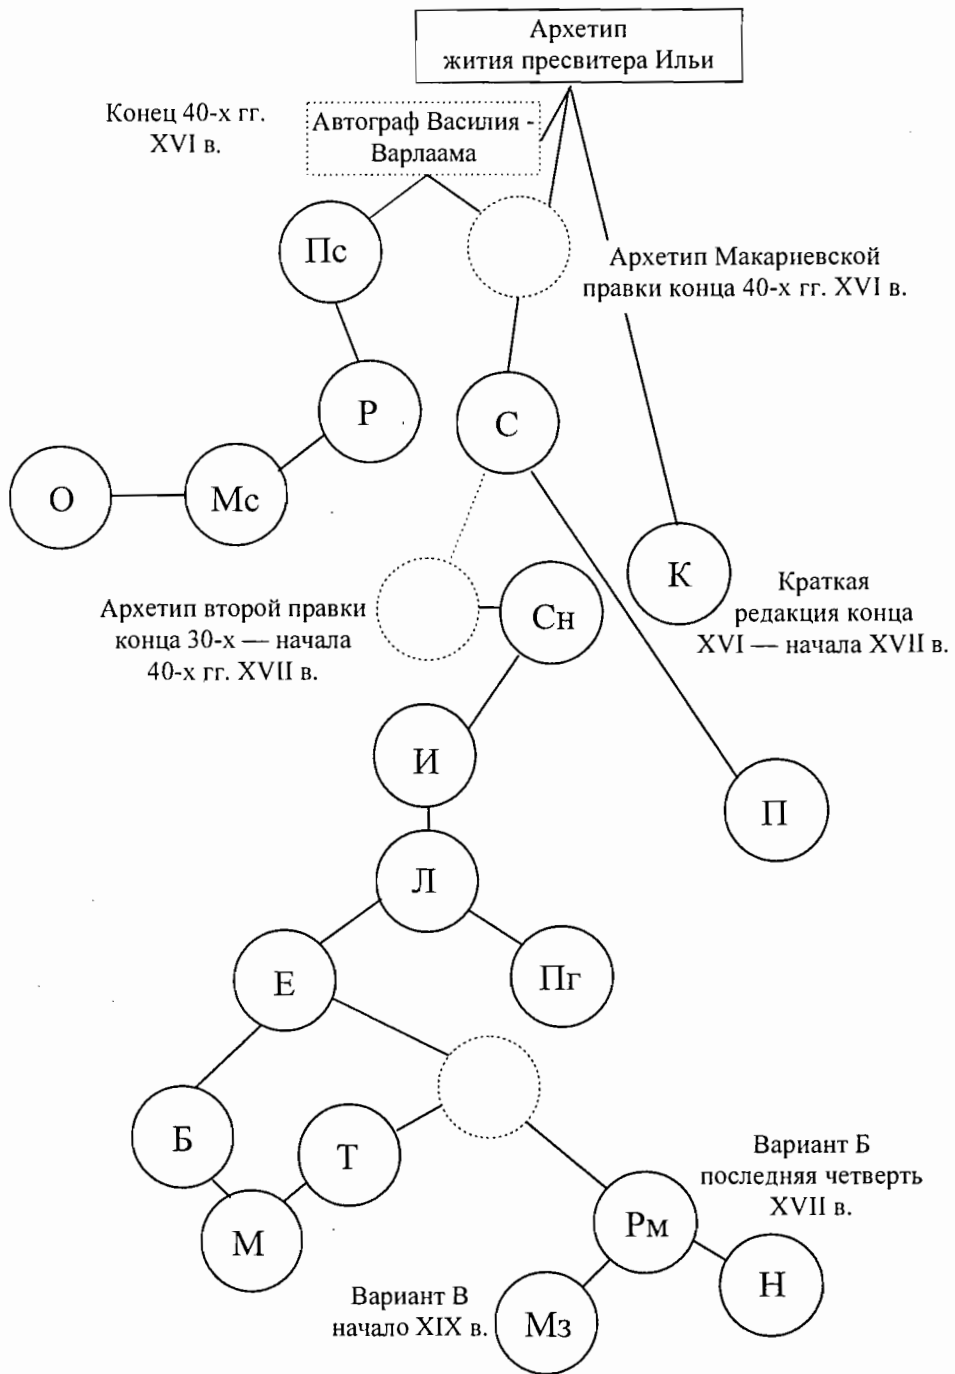 Архетип
жития пресвитера Ильи
Конец 40-х гг.
XVI в.
Автограф Василия -
Варлаама
Пс
Архетип Макариевской
правки конца 40-х гг. XVI в.
Р
С
О
Мс
К
Краткая
редакция конца
XVI — начала XVII в.
Архетип второй правки
конца 30-х — начала
40-х гг. XVII в.
Сн
И
П
Л
Е
Пг
Б
Т
М
Вариант Б
последняя четверть
XVII в.
Рм
Н
Вариант В
начало XIX в.
Мз